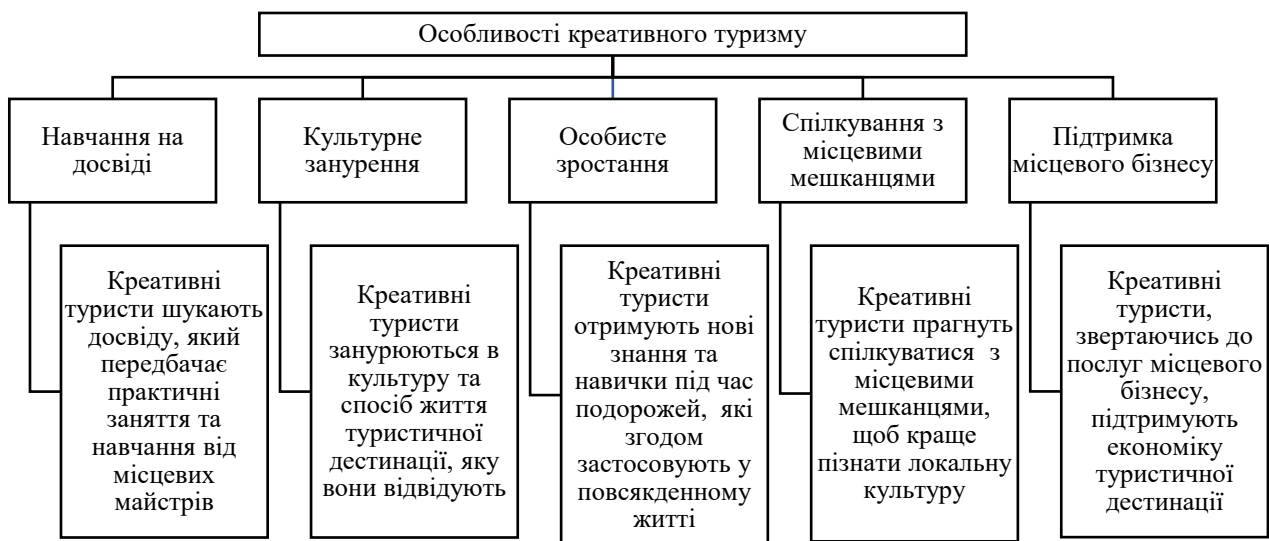 Особливості креативного туризму
Навчання на
досвіді
Культурне
занурення
Особисте
зростання
Спілкування з
місцевими
мешканцями
Підтримка
місцевого бізнесу
Креативні
туристи шукають
досвіду, який
передбачає
практичні
заняття та
навчання від
місцевих
майстрів
Креативні
туристи
занурюються в
культуру та
спосіб життя
туристичної
дестинації, яку
вони відвідують
Креативні
туристи
отримують нові
знання та
навички під час
подорожей, які
згодом
застосовують у
повсякденному
житті
Креативні
туристи прагнуть
спілкуватися з
місцевими
мешканцями,
щоб краще
пізнати локальну
культуру
Креативні
туристи,
звертаючись до
послуг місцевого
бізнесу,
підтримують
економіку
туристичної
дестинації